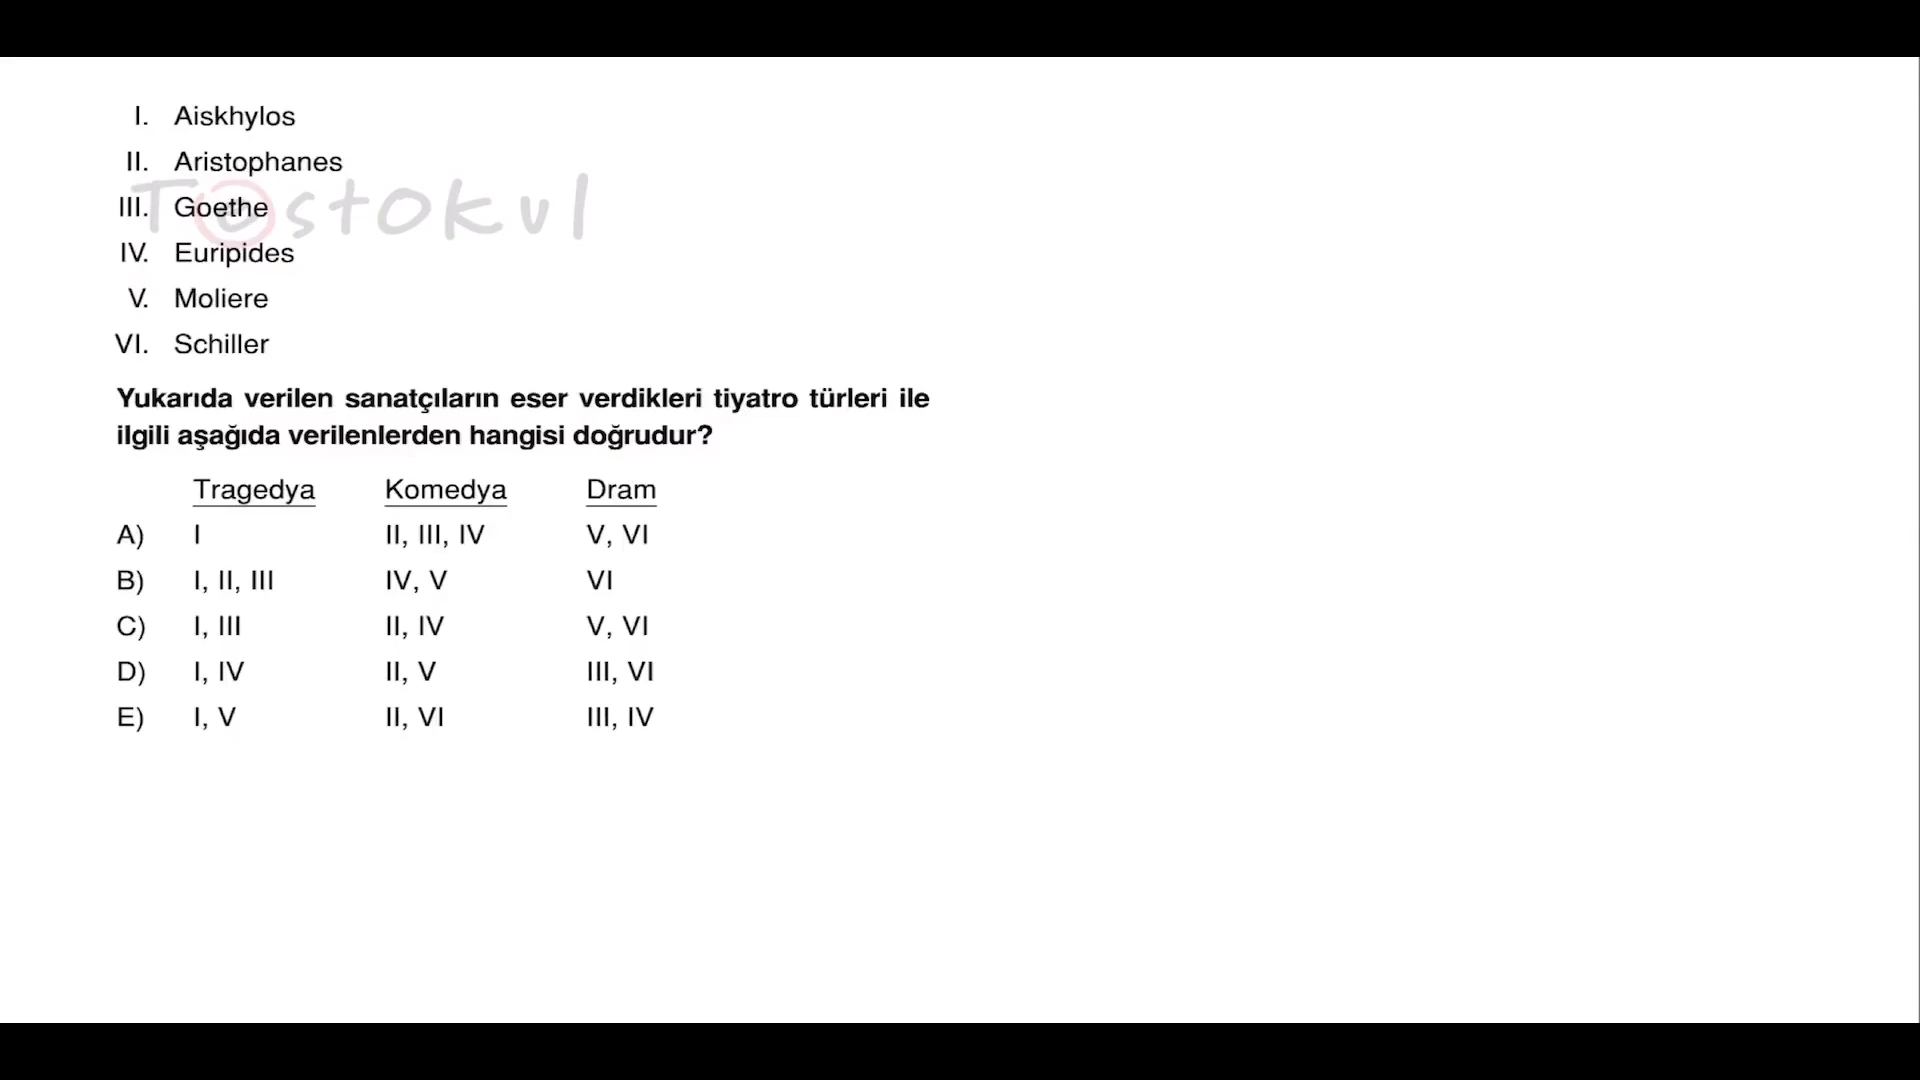 I. Aiskhylos
II. Aristophanes
Testokul
III. Goethe
IV. Euripides
V. Moliere
VI. Schiller
Yukarıda verilen sanatçıların eser verdikleri tiyatro türleri ile
ilgili aşağıda verilenlerden hangisi doğrudur?
Tragedya Komedya Dram
A) I II, III, IV V, VI
B) I, II, III IV, V VI
C) I, III II, IV V, VI
D) I, IV II, V III, VI
E) I, V II, VI III, IV